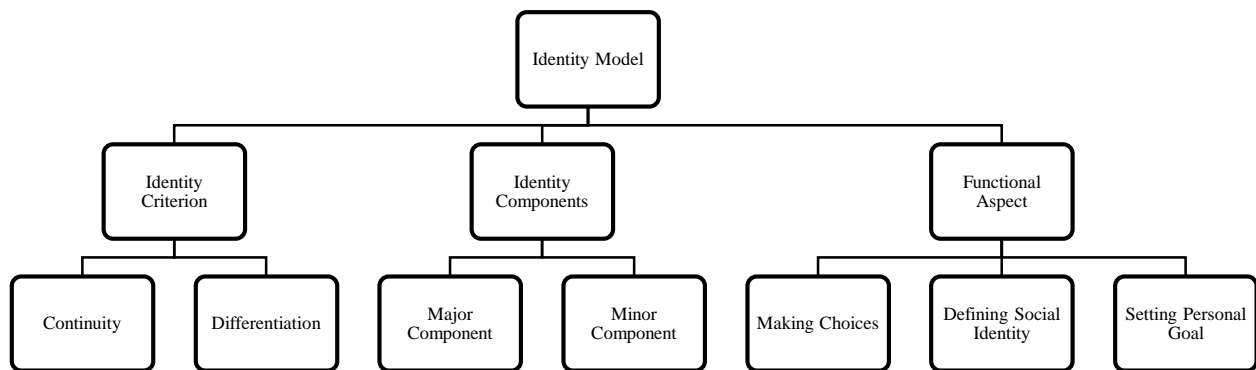 Identity Model
Identity
Criterion
Identity
Components
Functional
Aspect
Continuity
Differentiation
Major
Component
Minor
Component
Making Choices
Defining Social
Identity
Setting Personal
Goal